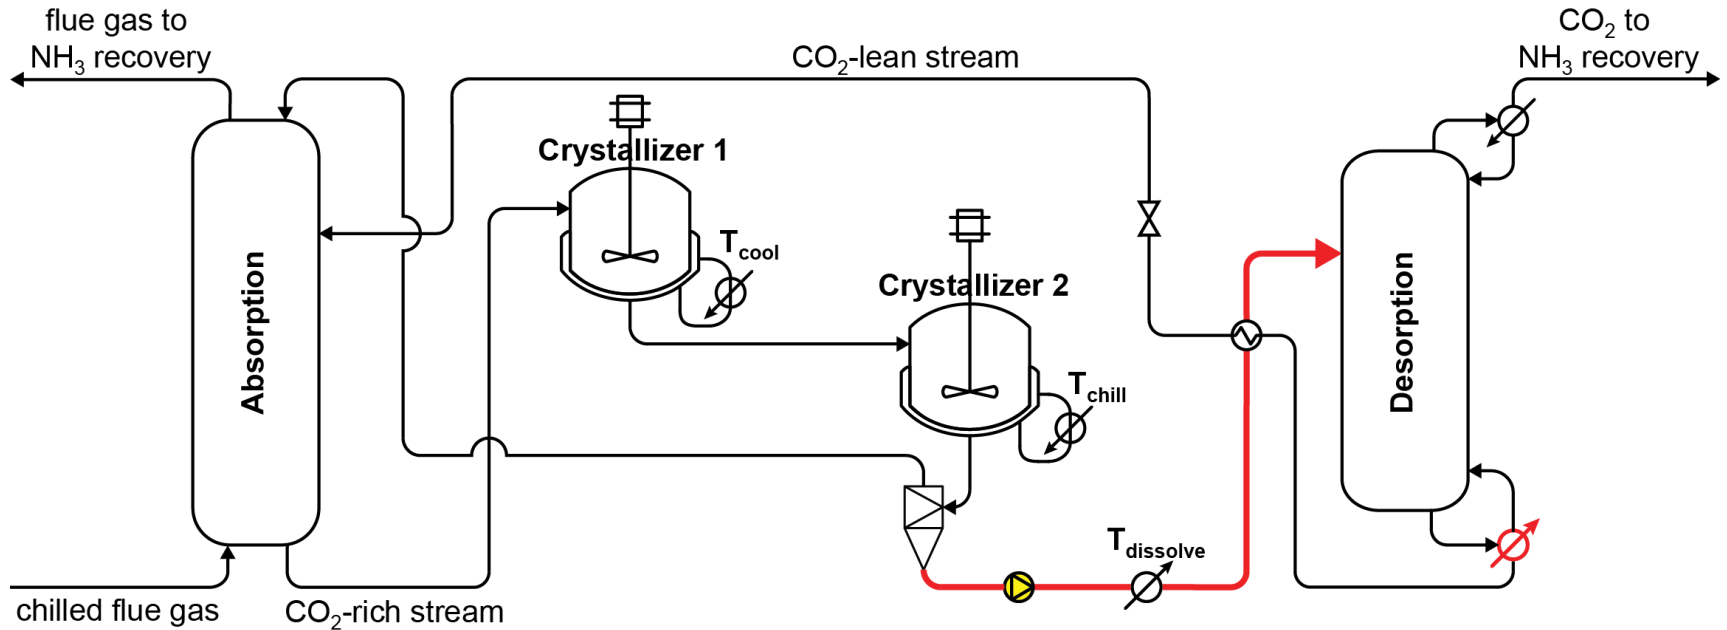 flue gas to
NH3 recovery
CO2-lean stream
CO2 to
NH3 recovery
Crystallizer 1
Tcool
Crystallizer 2
Tchill
Absorption
Desorption
Tdissolve
chilled flue gas
CO2-rich stream